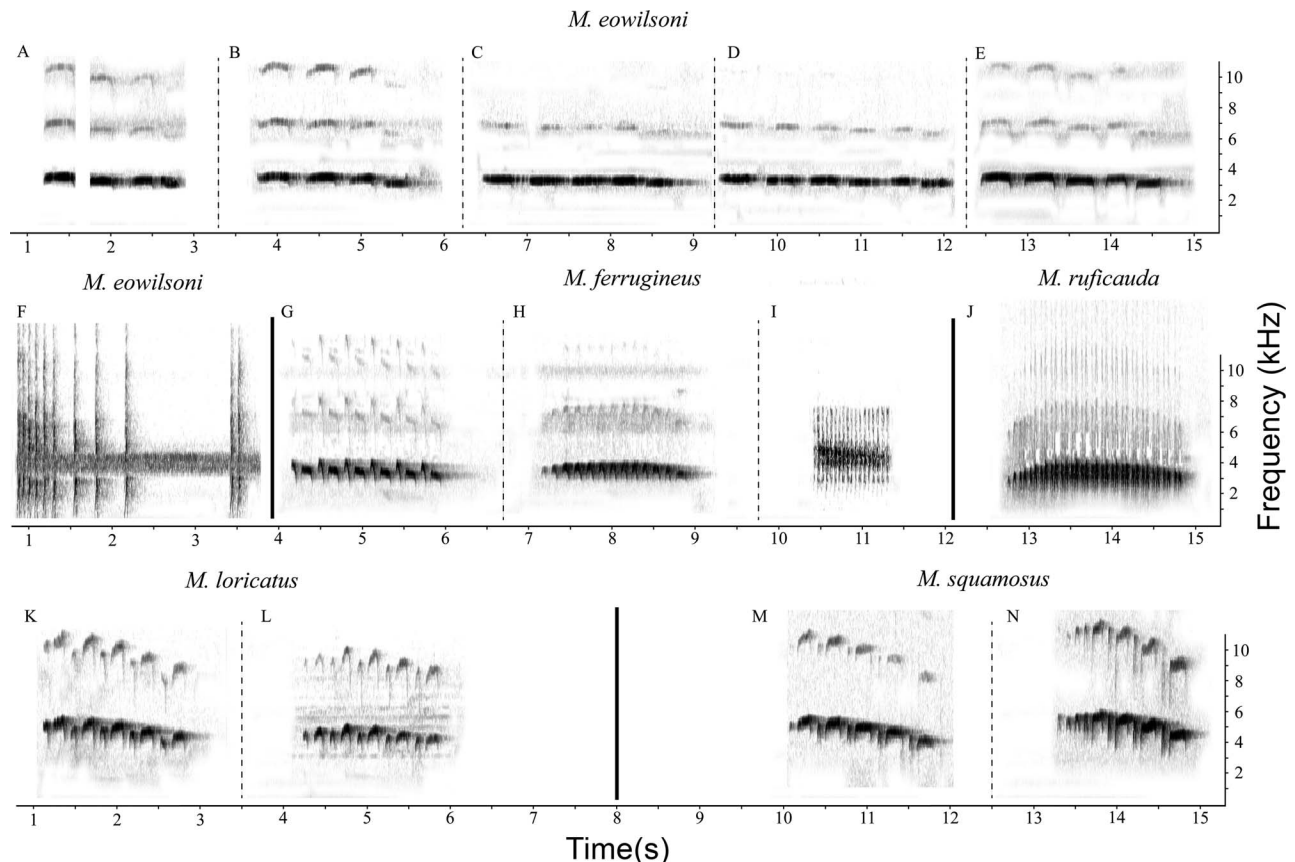 M. eowilsoni
A B C D E
10
8
6
4
2
1 2 3 4 5 6 7 8 9 10 11 12 13 14 15
M. eowilsoni M. ferrugineus M. ruficauda
F G H I J
10
8
6
4
2
1 2 3 4 5 6 7 8 9 10 11 12 13 14 15
Frequency (kHz)
M. loricatus M. squamosus
K L M N
10
8
6
4
2
1 2 3 4 5 6 7 8 9 10 11 12 13 14 15
Time(s)